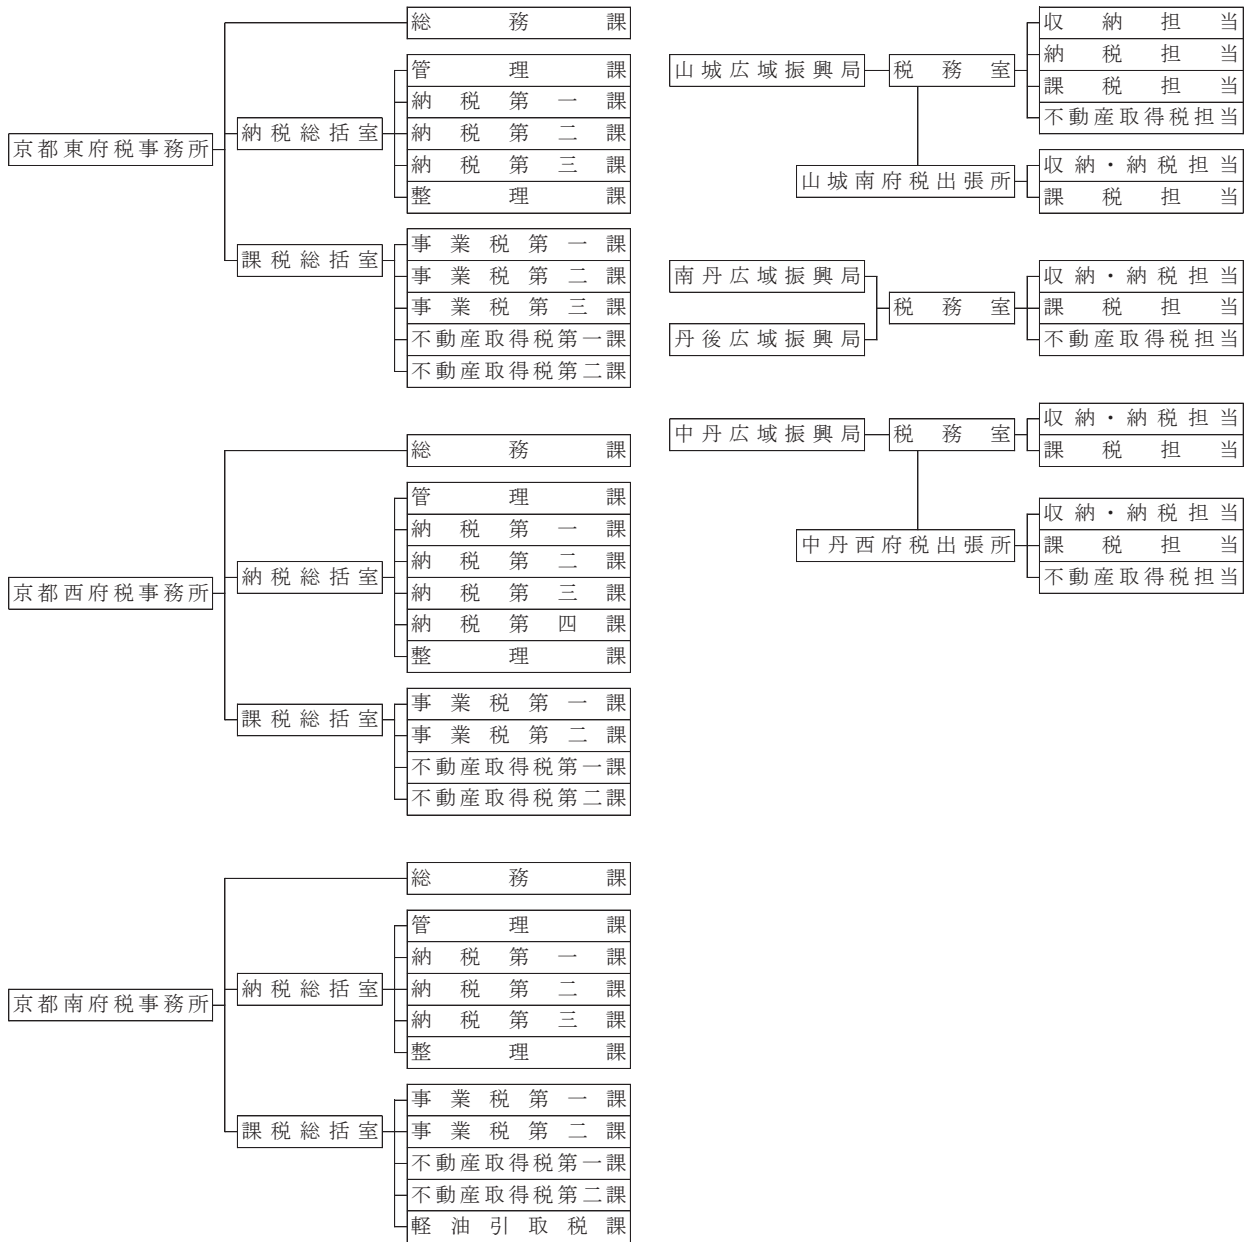 京都東府税事務所
総務課
納税総括室
管理課
納税第一課
納税第二課
納税第三課
整理課
課税総括室
事業税第一課
事業税第二課
事業税第三課
不動産取得税第一課
不動産取得税第二課
京都西府税事務所
総務課
納税総括室
管理課
納税第一課
納税第二課
納税第三課
納税第四課
整理課
課税総括室
事業税第一課
事業税第二課
不動産取得税第一課
不動産取得税第二課
京都南府税事務所
総務課
納税総括室
管理課
納税第一課
納税第二課
納税第三課
整理課
課税総括室
事業税第一課
事業税第二課
不動産取得税第一課
不動産取得税第二課
軽油引取税課
山城広域振興局
税務室
収納担当
納税担当
課税担当
不動産取得税担当
山城南府税出張所
収納・納税担当
課税担当
南丹広域振興局
丹後広域振興局
税務室
収納・納税担当
課税担当
不動産取得税担当
中丹広域振興局
税務室
収納・納税担当
課税担当
中丹西府税出張所
収納・納税担当
課税担当
不動産取得税担当